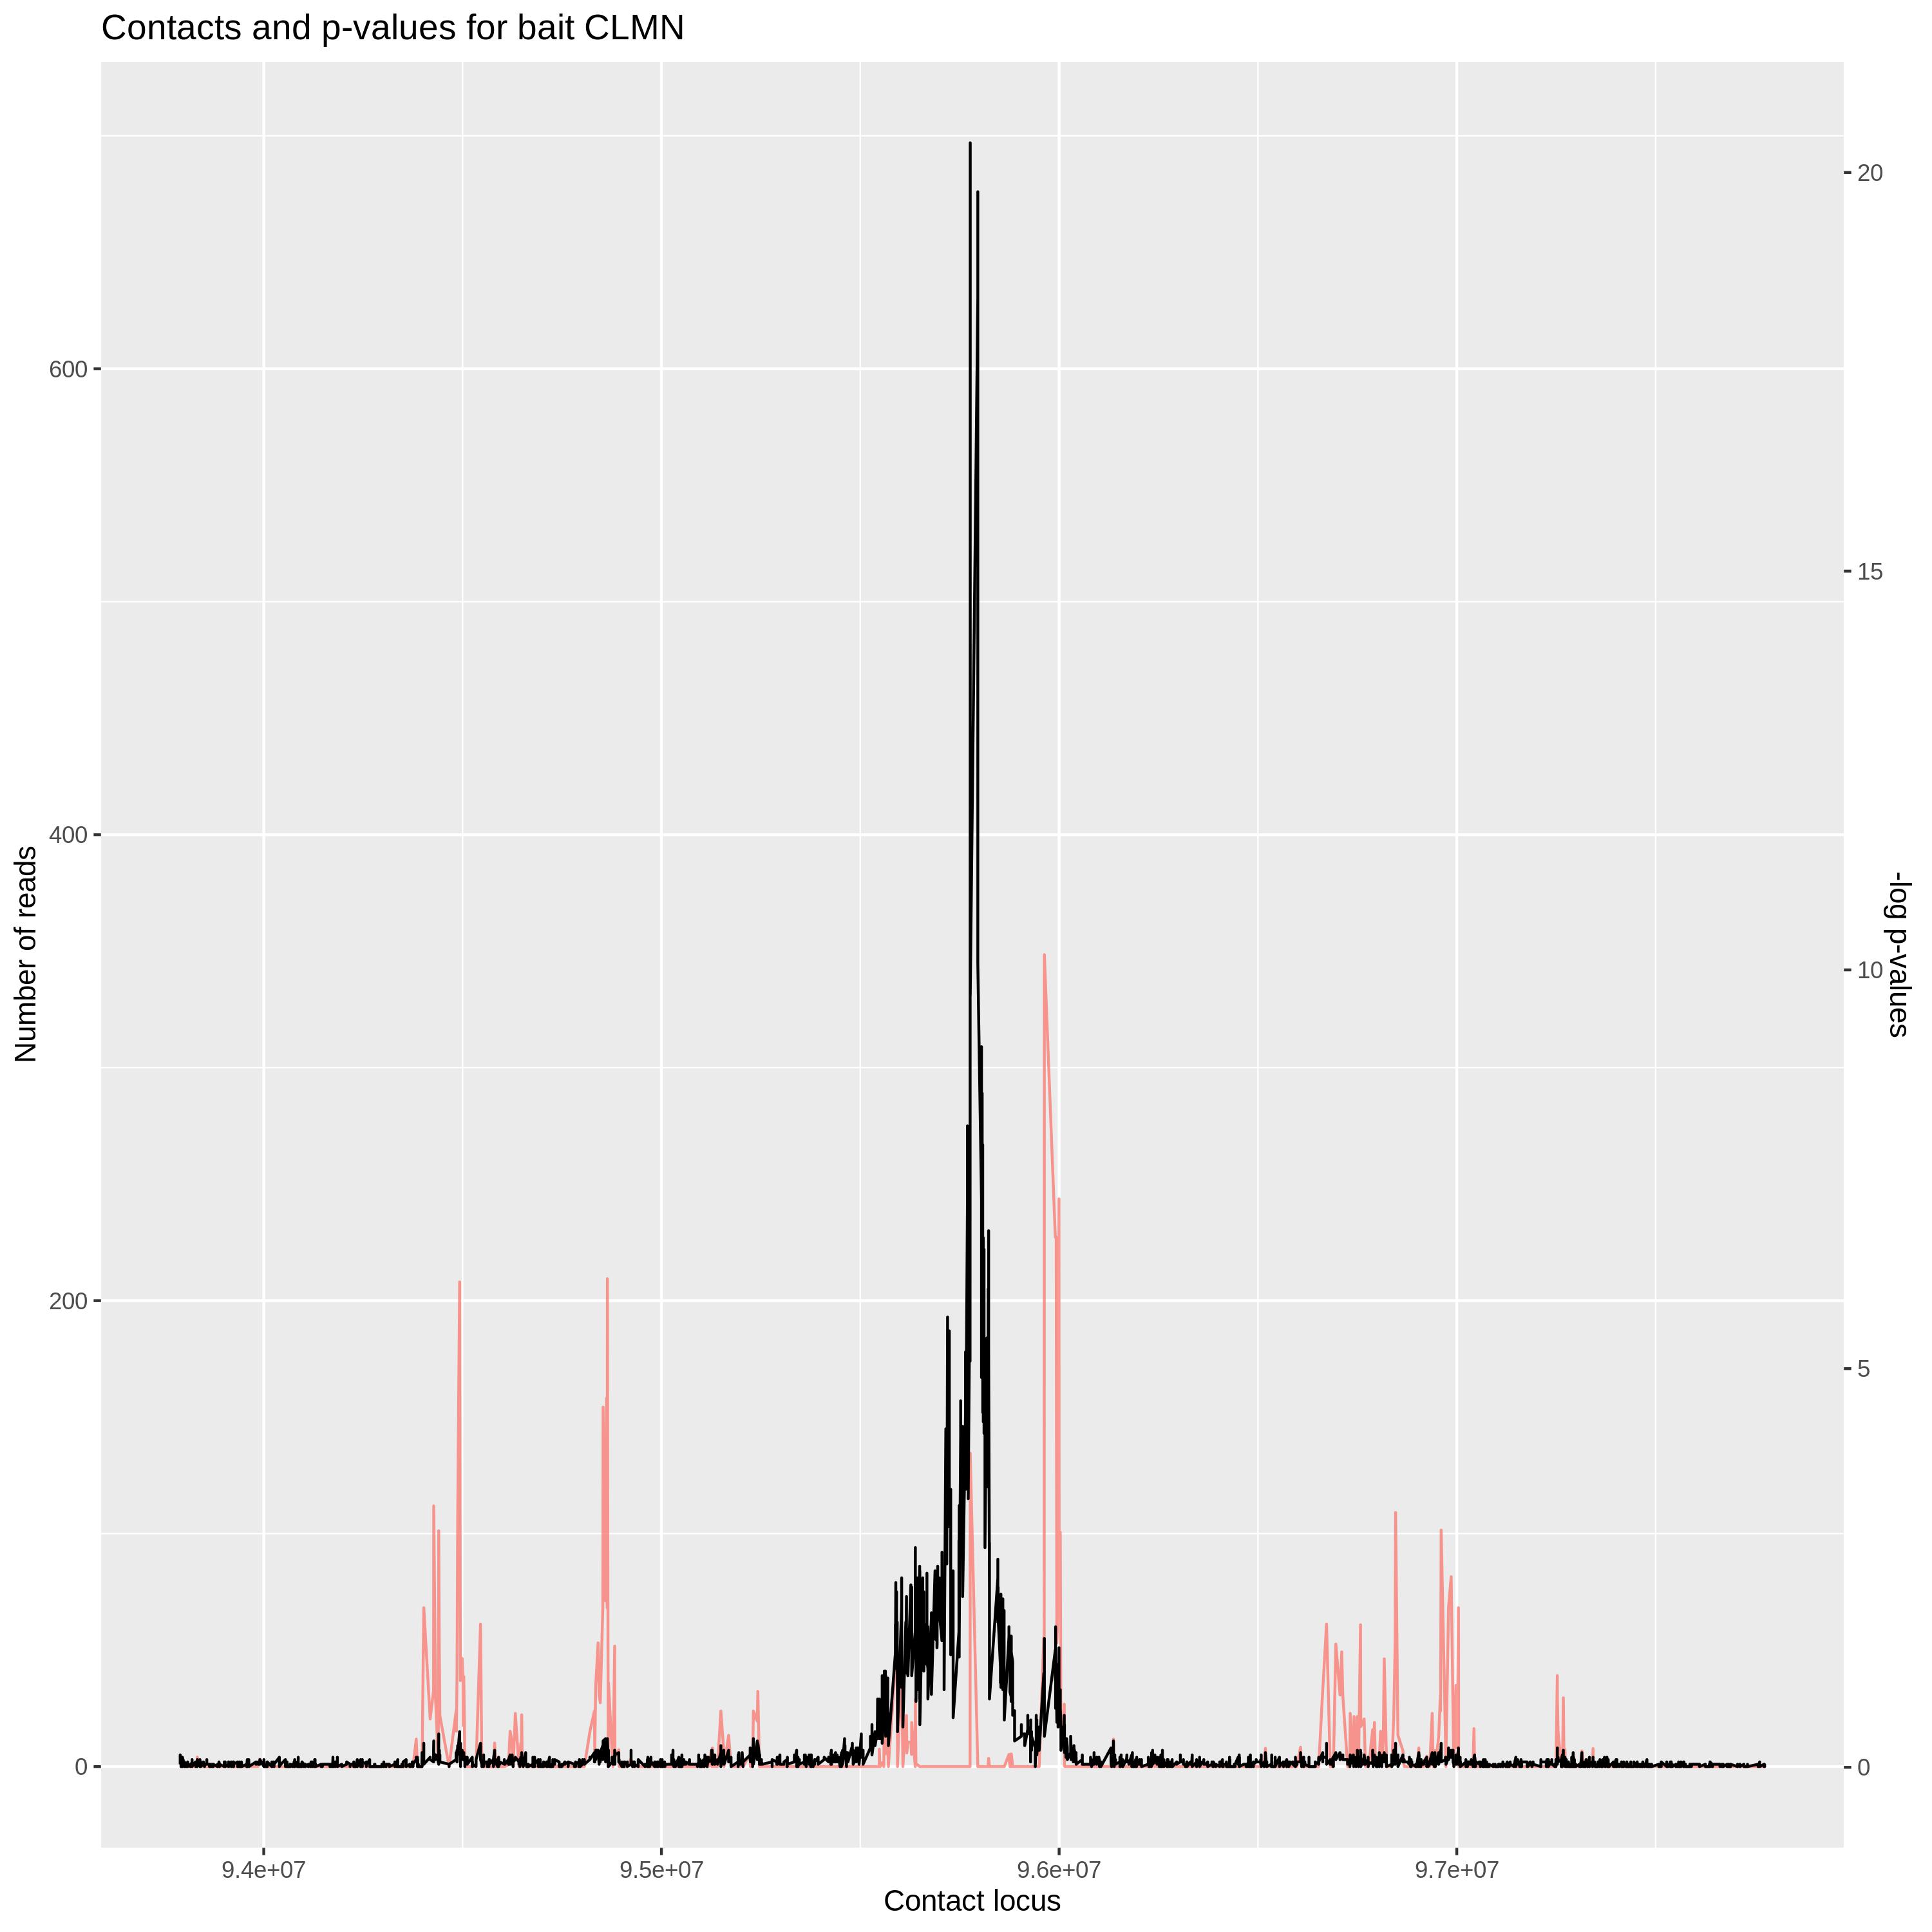 Contacts and p-values for bait CLMN
600
400
200
0
Number of reads
20
15
10
5
0
-log p-values
9.4e+07 9.5e+07 9.6e+07 9.7e+07
Contact locus